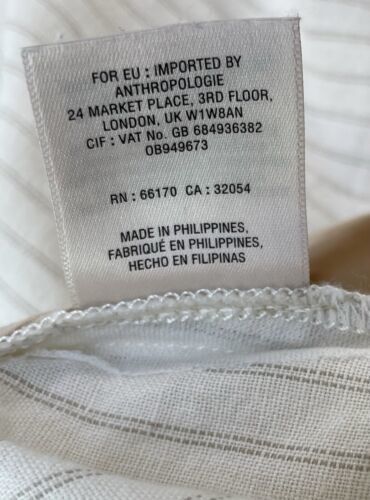 FOR EU : IMPORTED BY
ANTHROPOLOGIE
24 MARKET PLACE, 3RD FLOOR,
LONDON, UK W1W8AN
CIF : VAT No. GB 684936382
OB949673
RN : 66170 CA : 32054
MADE IN PHILIPPINES,
FABRIQUÉ EN PHILIPPINES,
HECHO EN FILIPINAS